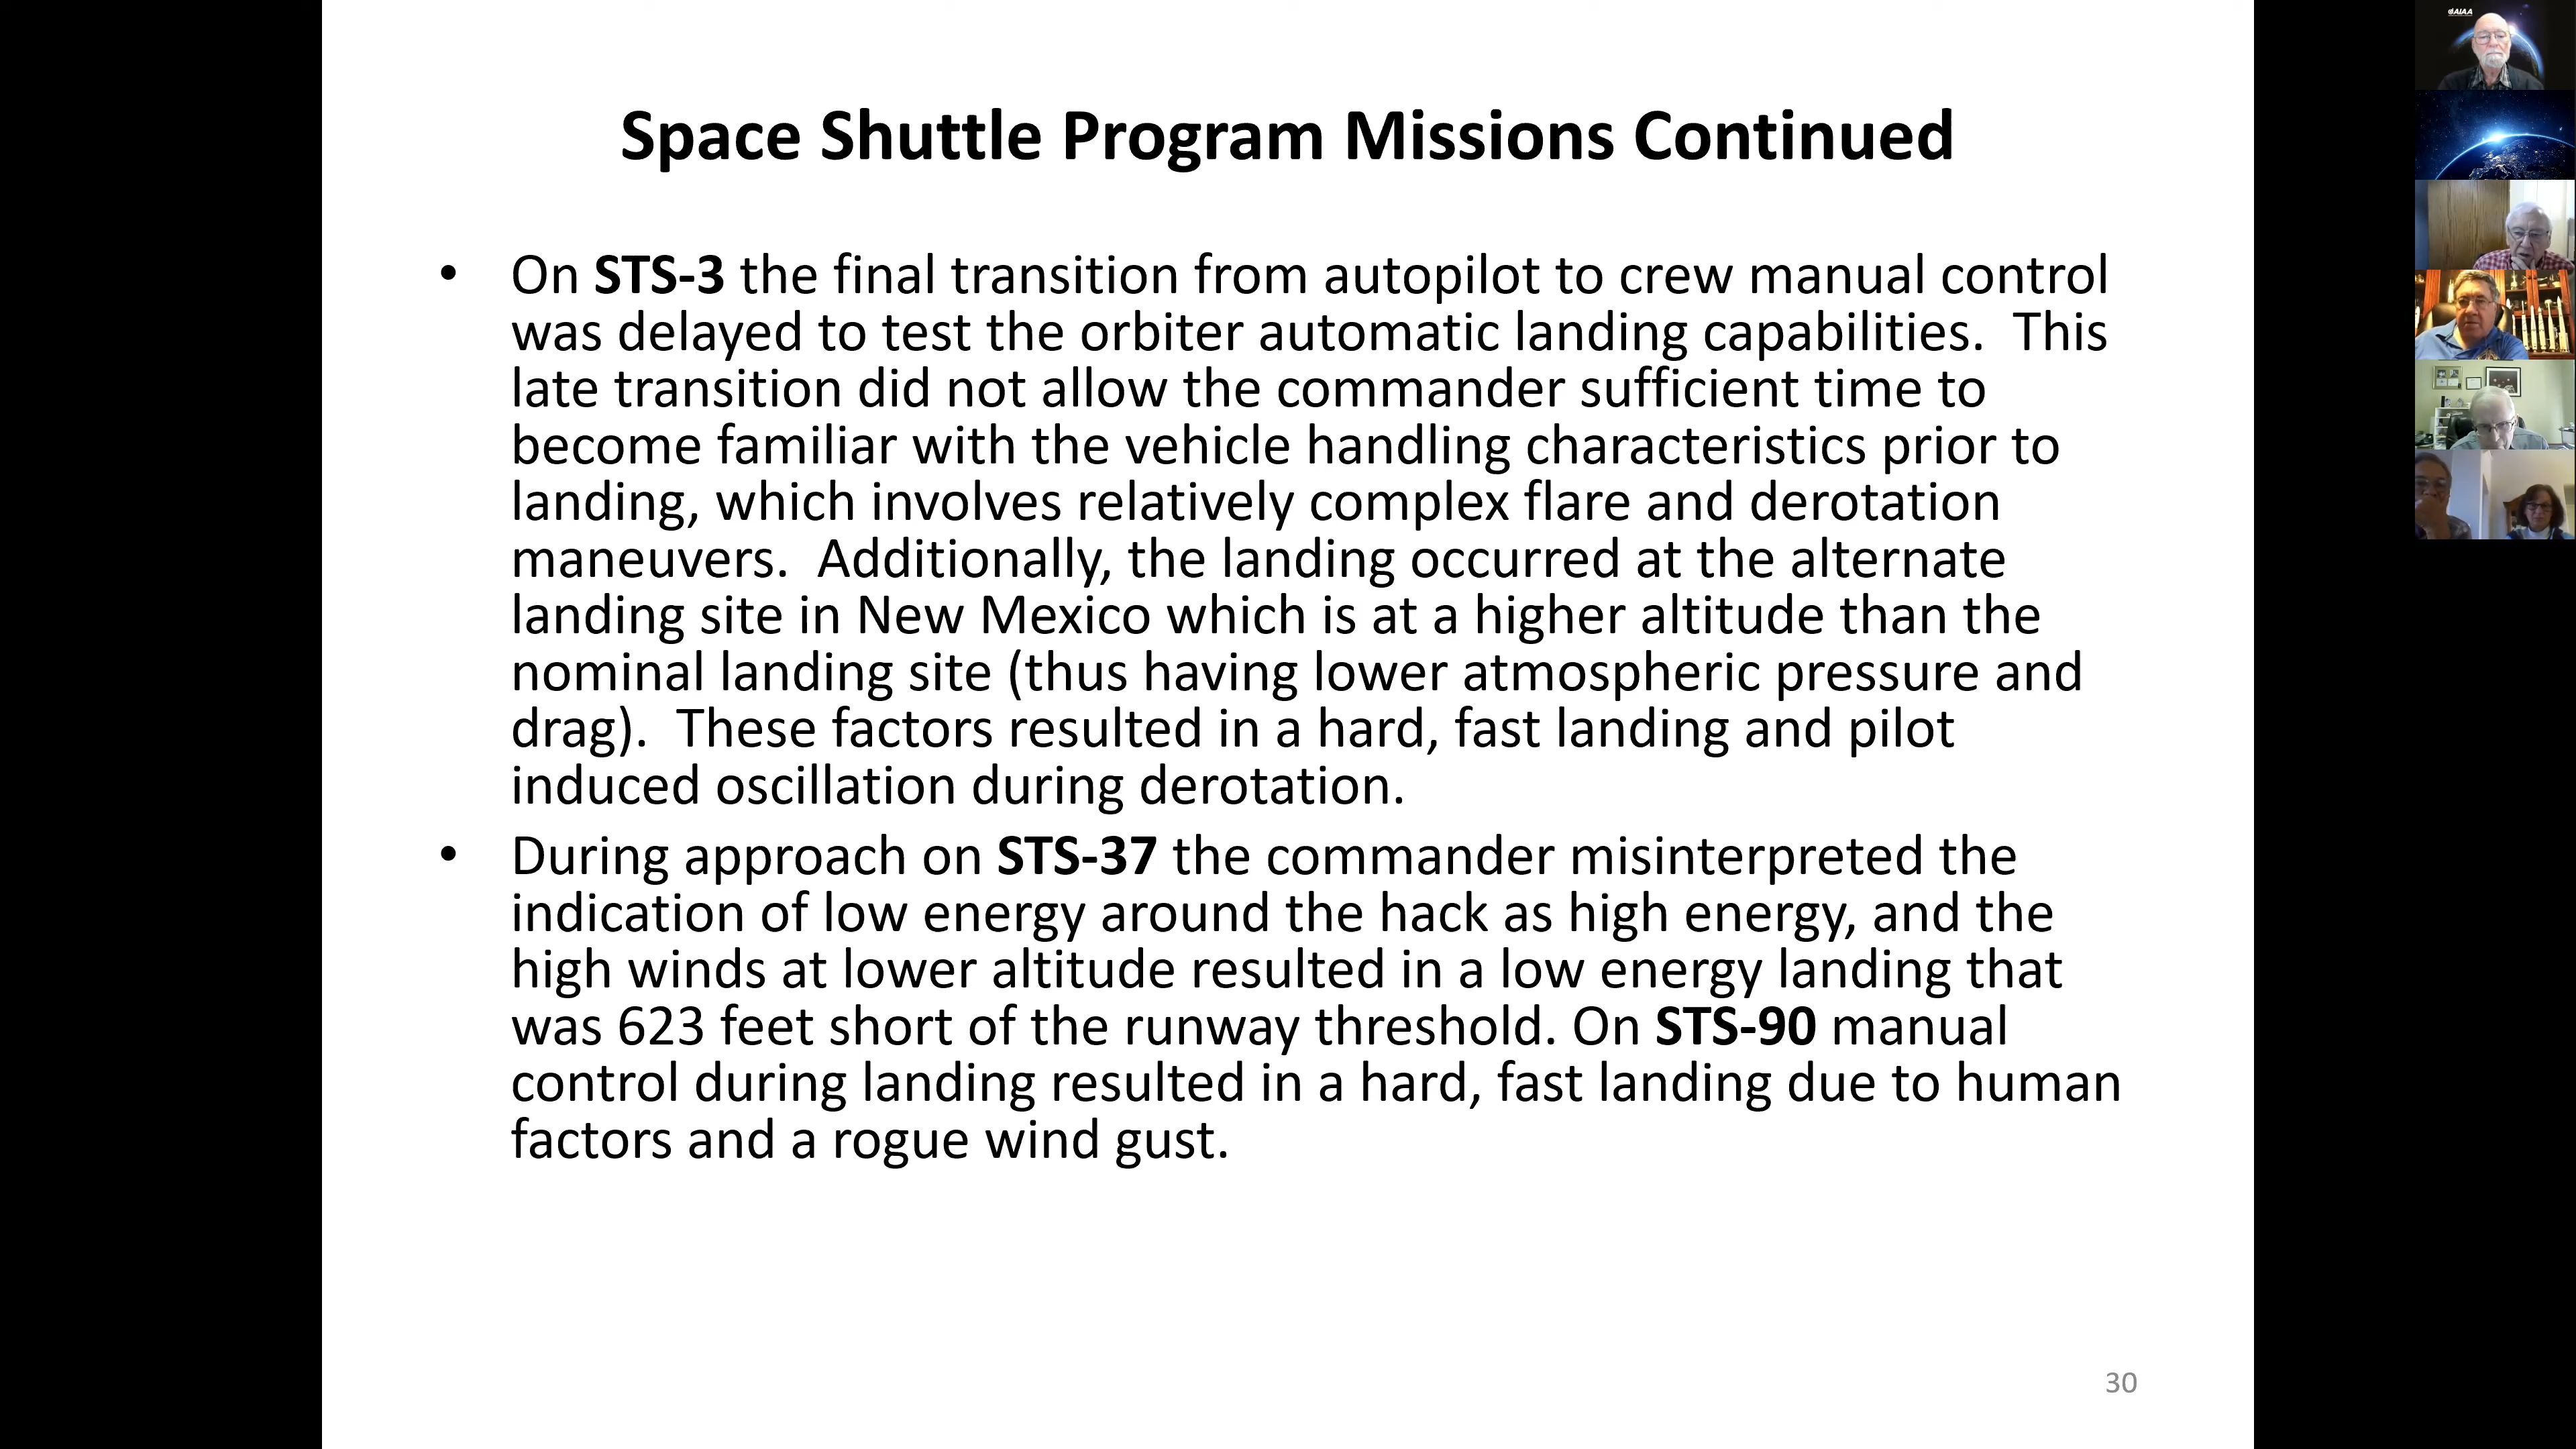 Space Shuttle Program Missions Continued
• On STS-3 the final transition from autopilot to crew manual control
was delayed to test the orbiter automatic landing capabilities.  This
late transition did not allow the commander sufficient time to
become familiar with the vehicle handling characteristics prior to
landing, which involves relatively complex flare and derotation
maneuvers.  Additionally, the landing occurred at the alternate
landing site in New Mexico which is at a higher altitude than the
nominal landing site (thus having lower atmospheric pressure and
drag).  These factors resulted in a hard, fast landing and pilot
induced oscillation during derotation.
• During approach on STS-37 the commander misinterpreted the
indication of low energy around the hack as high energy, and the
high winds at lower altitude resulted in a low energy landing that
was 623 feet short of the runway threshold. On STS-90 manual
control during landing resulted in a hard, fast landing due to human
factors and a rogue wind gust.
30
AIAA